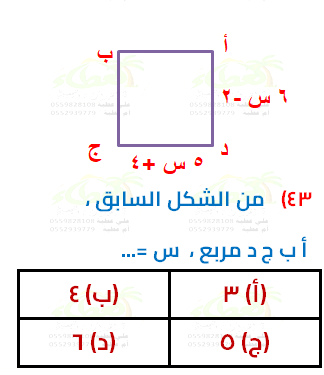 أ
ب
٦ س -٢
ج
د
٥ س +٤
٤٣) من الشكل السابق ،
أ ب ج د مربع ، س =...
(أ) ٣
(ب) ٤
(ج) ٥
(د) ٦